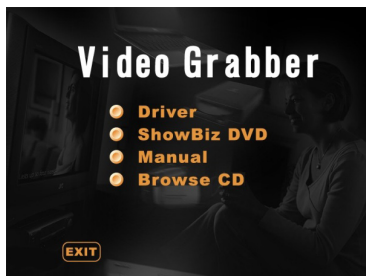 Video Grabber
Driver
ShowBiz DVD
Manual
Browse CD
EXIT